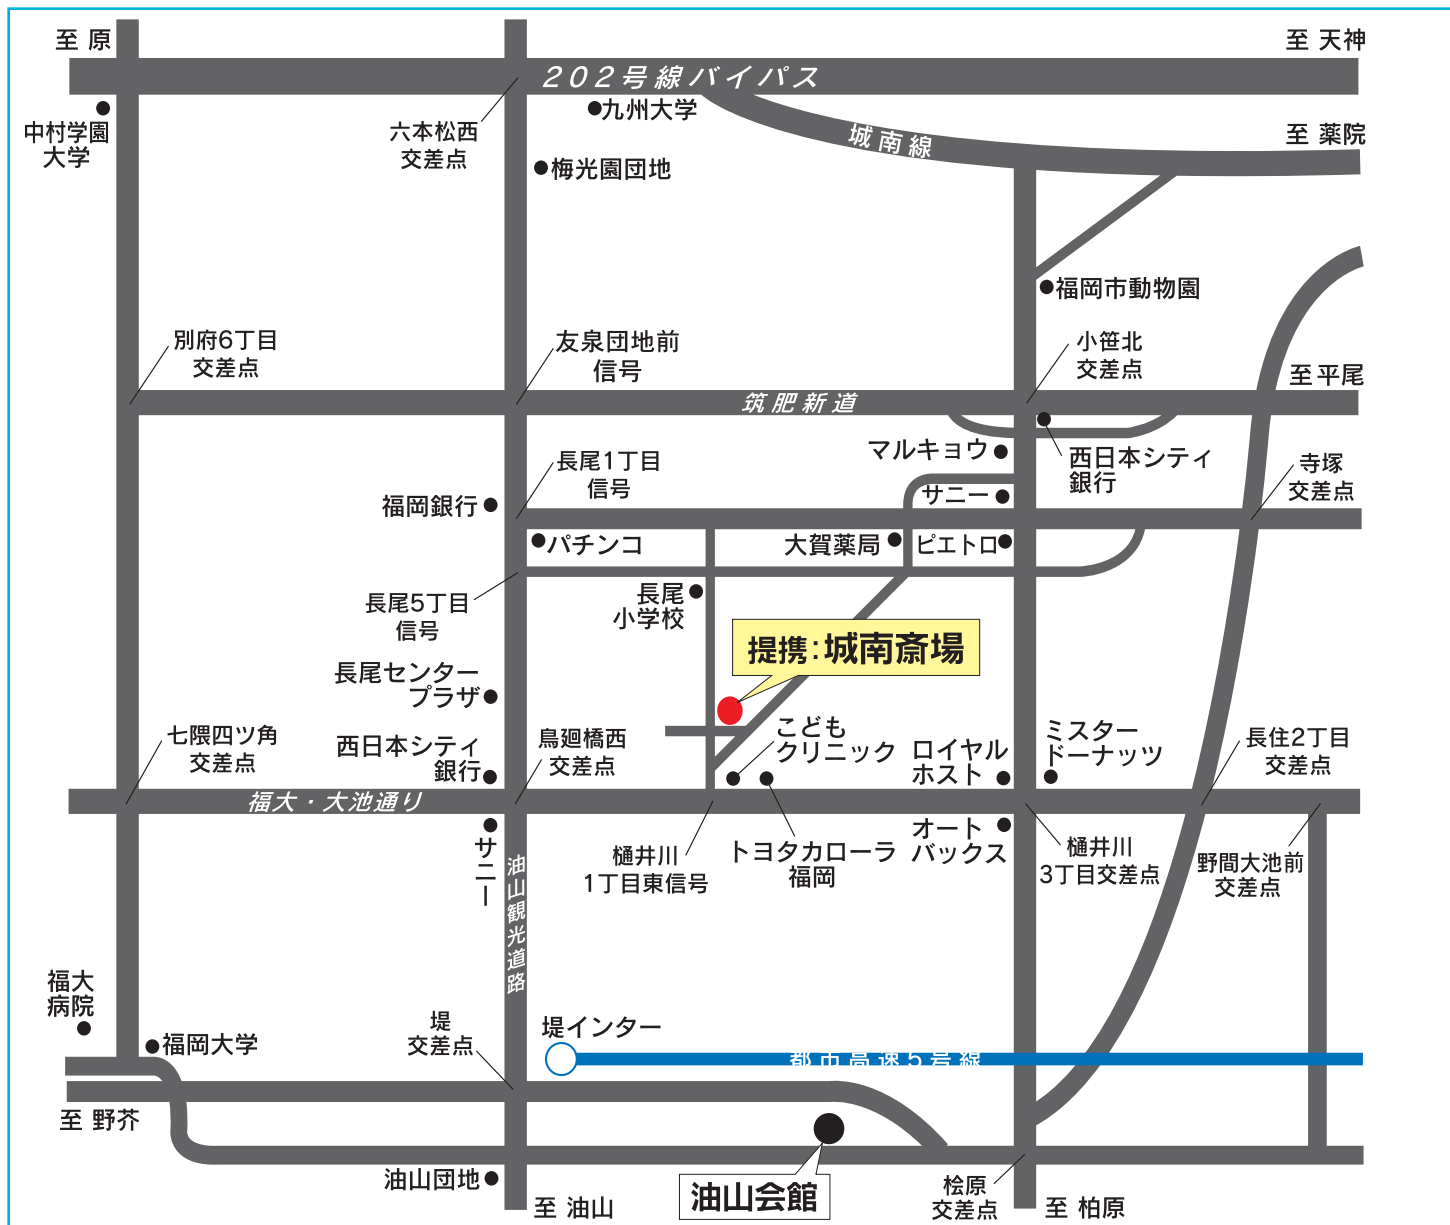 至 原
至 天神
202号線バイパス
中村学園
大学
六本松西
交差点
九州大学
城南線
至 薬院
梅光園団地
福岡市動物園
別府6丁目
交差点
友泉団地前
信号
小笹北
交差点
至 平尾
筑肥新道
マルキョウ
西日本シティ
銀行
長尾1丁目
信号
寺塚
交差点
福岡銀行
サニー
パチンコ
大賀薬局
ピエトロ
長尾5丁目
信号
長尾
小学校
提携:城南斎場
長尾センター
プラザ
七隈四ツ角
交差点
西日本シティ
銀行
鳥廻橋西
交差点
こども
クリニック
ロイヤル
ホスト
ミスター
ドーナッツ
長住2丁目
交差点
福大・大池通り
サニー
油山観光道路
樋井川
1丁目東信号
トヨタカローラ
福岡
オート
バックス
樋井川
3丁目交差点
野間大池前
交差点
福大
病院
福岡大学
堤
交差点
堤インター
都市高速5号線
至 野芥
油山団地
至 油山
油山会館
桧原
交差点
至 柏原